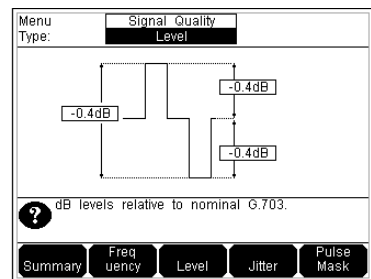 Menu Signal Quality
Type: Level
-0.4dB
-0.4dB
-0.4dB
? dB levels relative to nominal G.703.
Summary Freq uency Level Jitter Pulse Mask